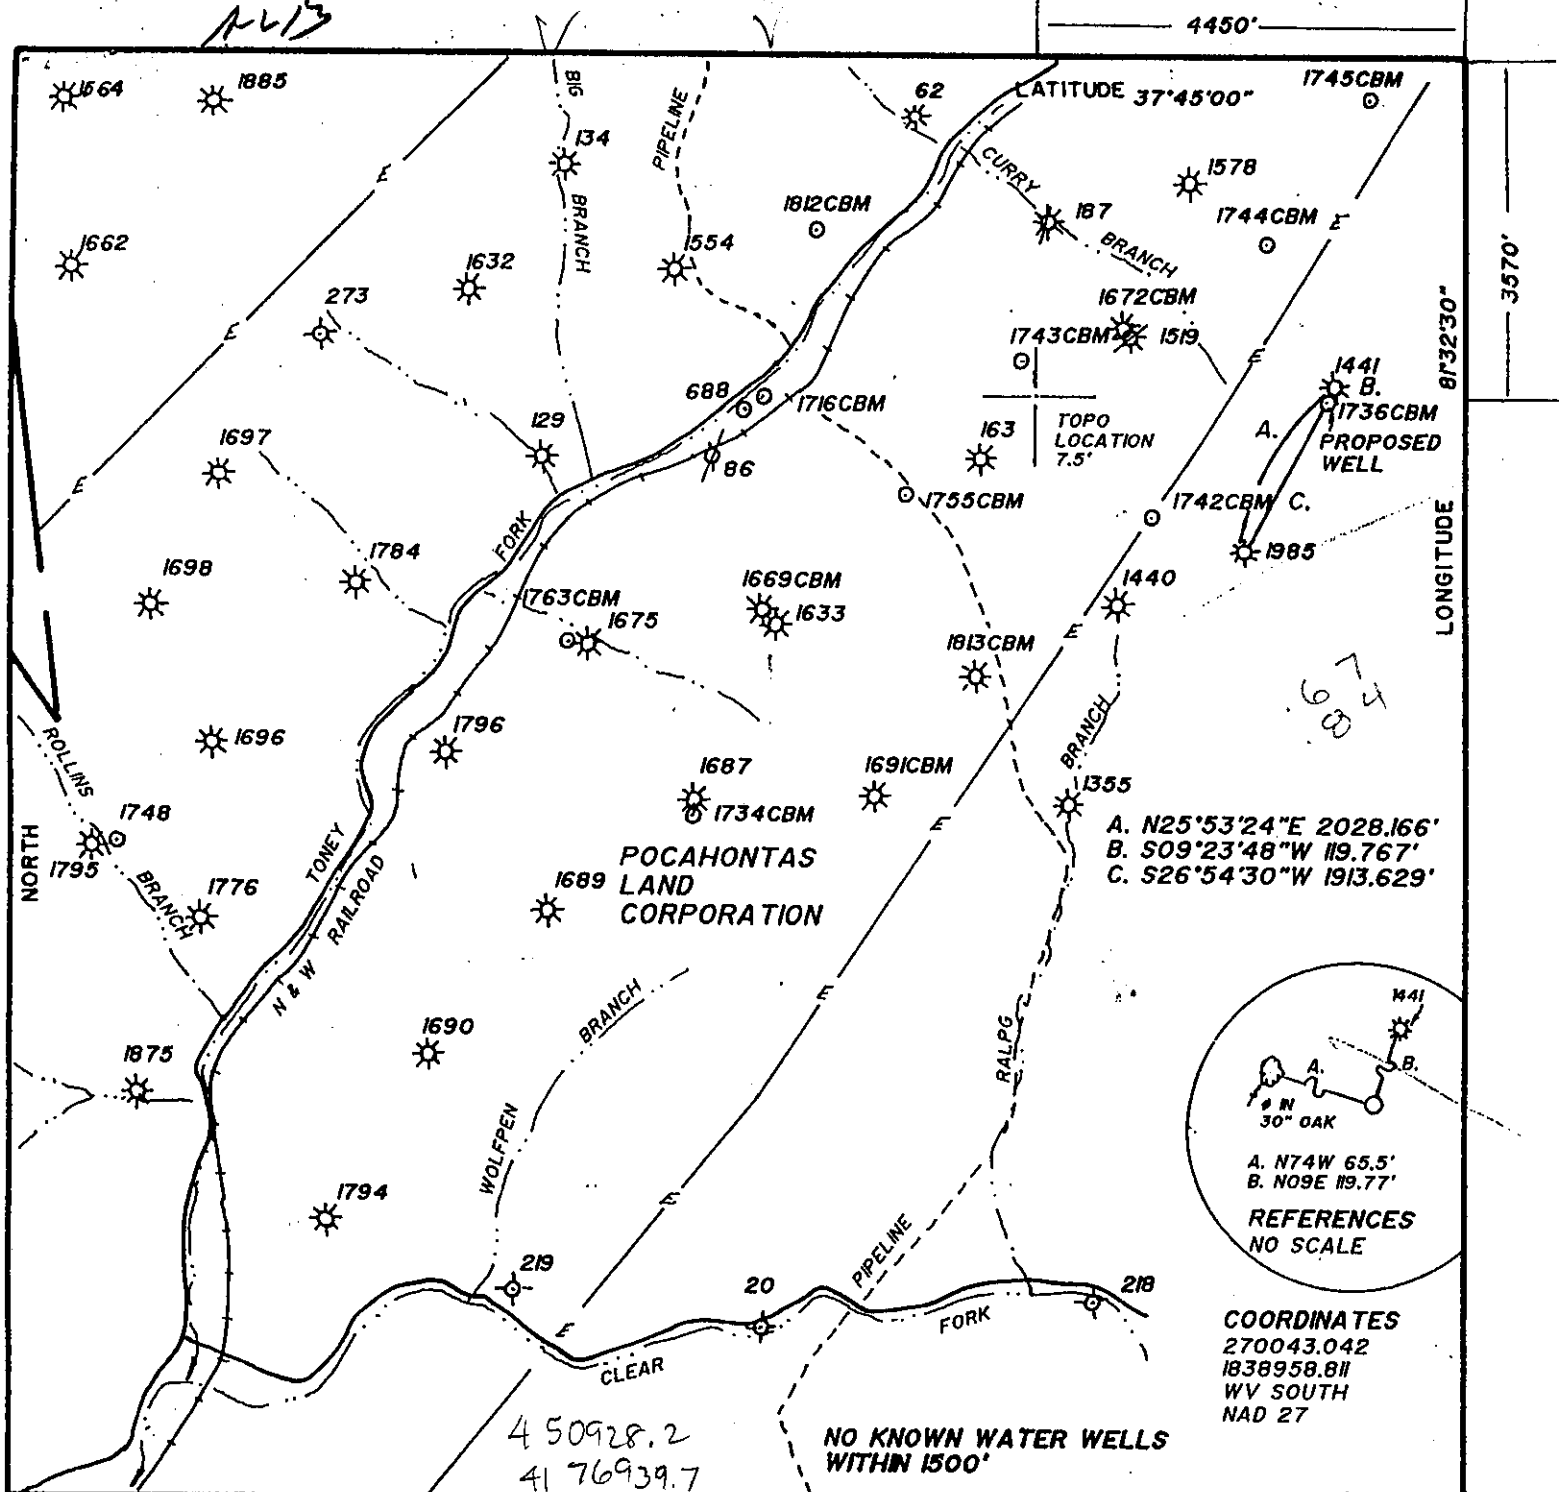 4450'
1564
1885
BIG
PIPELINE
62
LATITUDE 37°45'00"
1745CBM
134
CURRY
1578
1812CBM
187
1744CBM
BRANCH
BRANCH
1662
1632
1554
273
1672CBM
3570'
1743CBM
1519
81°32'30"
1441
B.
688
1716CBM
1736CBM
129
163
TOPO
LOCATION
7.5'
A.
PROPOSED
WELL
1697
86
1755CBM
1742CBM
C.
FORK
1985
LONGITUDE
1698
1784
1763CBM
1669CBM
1440
1675
1633
1813CBM
6 7
8 4
ROLLINS
1696
1796
BRANCH
1687
1691CBM
1748
1734CBM
1355
NORTH
1795
TONEY
A. N25°53'24"E 2028.166'
B. S09°23'48"W 119.767'
C. S26°54'30"W 1913.629'
POCAHONTAS
LAND
CORPORATION
BRANCH
1776
RAILROAD
1689
N & W
BRANCH
1441
1690
RALPG
1875
A.
B.
IN
30" OAK
WOLFPEN
A. N74W 65.5'
B. N09E 119.77'
REFERENCES
NO SCALE
1794
PIPELINE
219
20
218
FORK
CLEAR
COORDINATES
270043.042
1838958.811
WV SOUTH
NAD 27
450928.2
4176939.7
NO KNOWN WATER WELLS
WITHIN 1500'
E
E
E
E
E
E
E
E
E
E
E